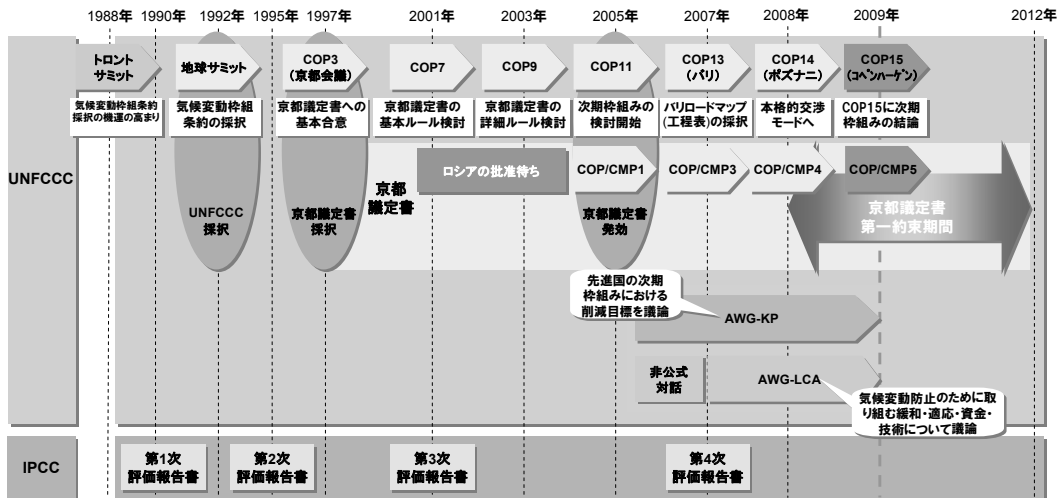 1988年 1990年 1992年 1995年 1997年 2001年 2003年 2005年 2007年 2008年 2009年 2012年
UNFCCC
トロント
サミット
地球サミット
COP3
(京都会議)
COP7
COP9
COP11
COP13
(バリ)
COP14
(ポズナニ)
COP15
(コペンハーゲン)
気候変動枠組条約
採択の機運の高まり
気候変動枠組
条約の採択
京都議定書への
基本合意
京都議定書の
基本ルール検討
京都議定書の
詳細ルール検討
次期枠組みの
検討開始
バリロードマップ
(工程表)の採択
本格的交渉
モードへ
COP15に次期
枠組みの結論
UNFCCC
採択
京都議定書
採択
京都
議定書
ロシアの批准待ち
COP/CMP1
COP/CMP3
COP/CMP4
COP/CMP5
京都議定書
発効
京都議定書
第一約束期間
先進国の次期
枠組みにおける
削減目標を議論
AWG-KP
非公式
対話
AWG-LCA
気候変動防止のために取
り組む緩和・適応・資金・
技術について議論
IPCC
第1次
評価報告書
第2次
評価報告書
第3次
評価報告書
第4次
評価報告書